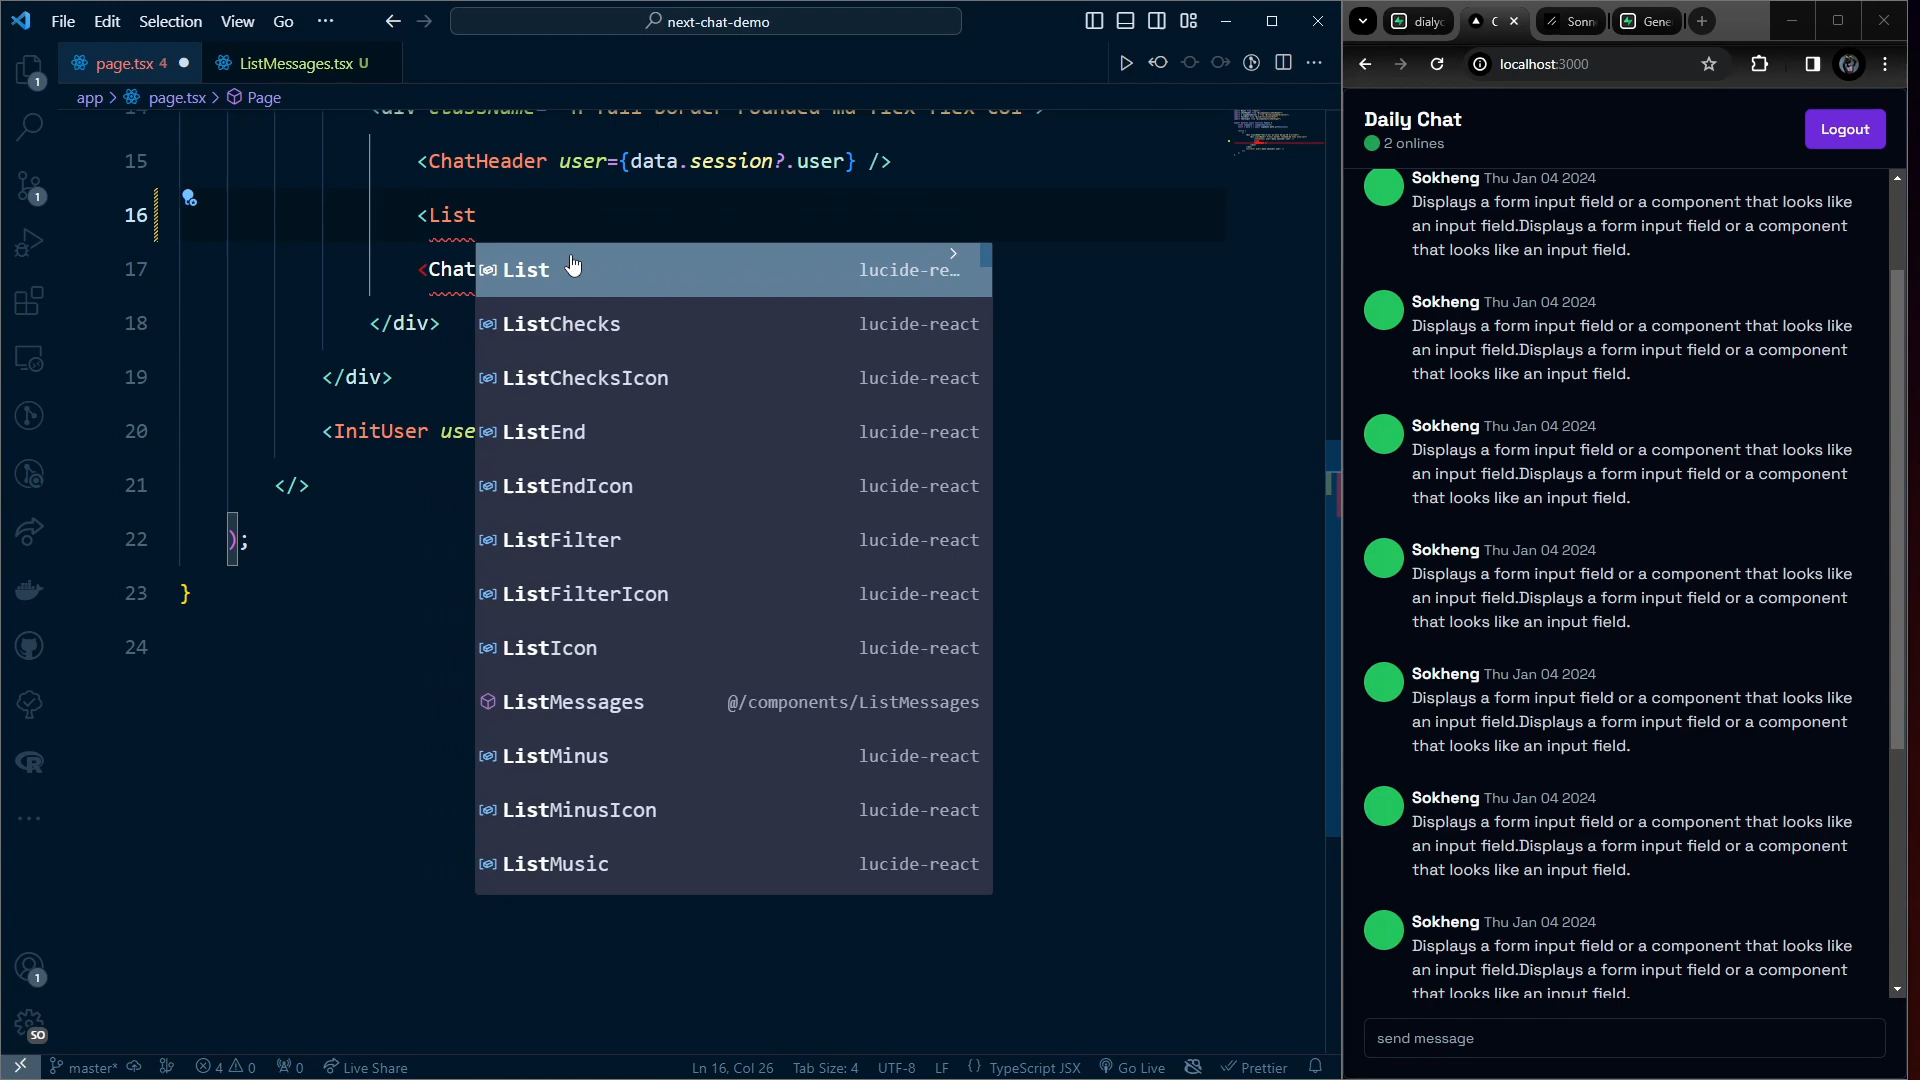 File Edit Selection View Go ··· next-chat-demo
page.tsx 4 ListMessages.tsx U
app > page.tsx > Page
15 <ChatHeader user={data.session?.user} />
16 <List
17 <Chat
18 </div>
19 </div>
20 <InitUser use
21 </>
22 );
23 }
24
List lucide-re...
ListChecks lucide-react
ListChecksIcon lucide-react
ListEnd lucide-react
ListEndIcon lucide-react
ListFilter lucide-react
ListFilterIcon lucide-react
ListIcon lucide-react
ListMessages @/components/ListMessages
ListMinus lucide-react
ListMinusIcon lucide-react
ListMusic lucide-react
1
1
1
SO
master* 4 0 0 Live Share Ln 16, Col 26 Tab Size: 4 UTF-8 LF {} TypeScript JSX Go Live Prettier
dialy C Sonn Gene
localhost:3000
Daily Chat
2 onlines
Logout
Sokheng Thu Jan 04 2024
Displays a form input field or a component that looks like
an input field.Displays a form input field or a component
that looks like an input field.
Sokheng Thu Jan 04 2024
Displays a form input field or a component that looks like
an input field.Displays a form input field or a component
that looks like an input field.
Sokheng Thu Jan 04 2024
Displays a form input field or a component that looks like
an input field.Displays a form input field or a component
that looks like an input field.
Sokheng Thu Jan 04 2024
Displays a form input field or a component that looks like
an input field.Displays a form input field or a component
that looks like an input field.
Sokheng Thu Jan 04 2024
Displays a form input field or a component that looks like
an input field.Displays a form input field or a component
that looks like an input field.
Sokheng Thu Jan 04 2024
Displays a form input field or a component that looks like
an input field.Displays a form input field or a component
that looks like an input field.
Sokheng Thu Jan 04 2024
Displays a form input field or a component that looks like
an input field.Displays a form input field or a component
that looks like an input field.
send message